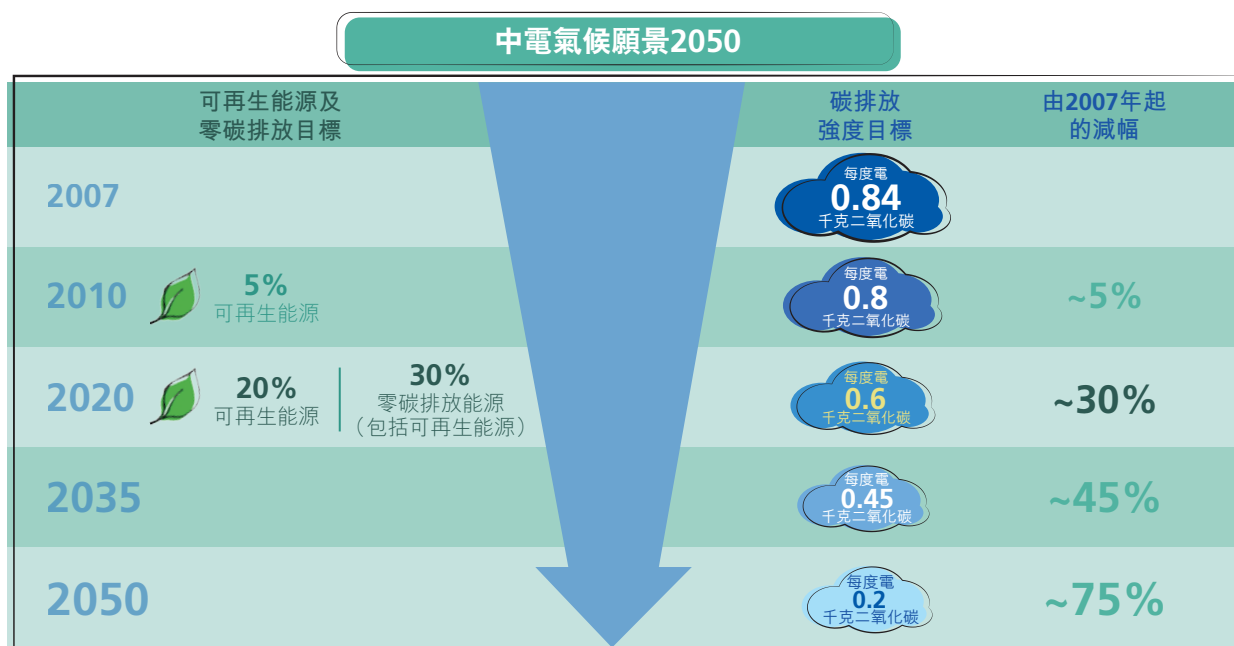 中電氣候願景2050
可再生能源及
零碳排放目標
碳排放
強度目標
由2007年起
的減幅
2007
每度電
0.84
千克二氧化碳
2010
5%
可再生能源
每度電
0.8
千克二氧化碳
~5%
2020
20%
可再生能源
30%
零碳排放能源
（包括可再生能源）
每度電
0.6
千克二氧化碳
~30%
2035
每度電
0.45
千克二氧化碳
~45%
2050
每度電
0.2
千克二氧化碳
~75%